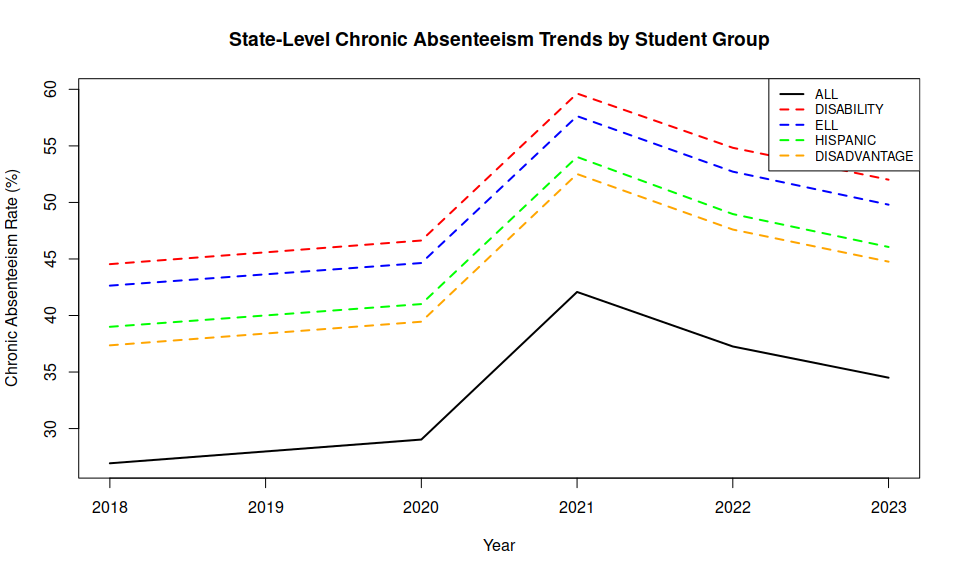 State-Level Chronic Absenteeism Trends by Student Group
Chronic Absenteeism Rate (%)
60
55
50
45
40
35
30
ALL
DISABILITY
ELL
HISPANIC
DISADVANTAGE
2018 2019 2020 2021 2022 2023
Year